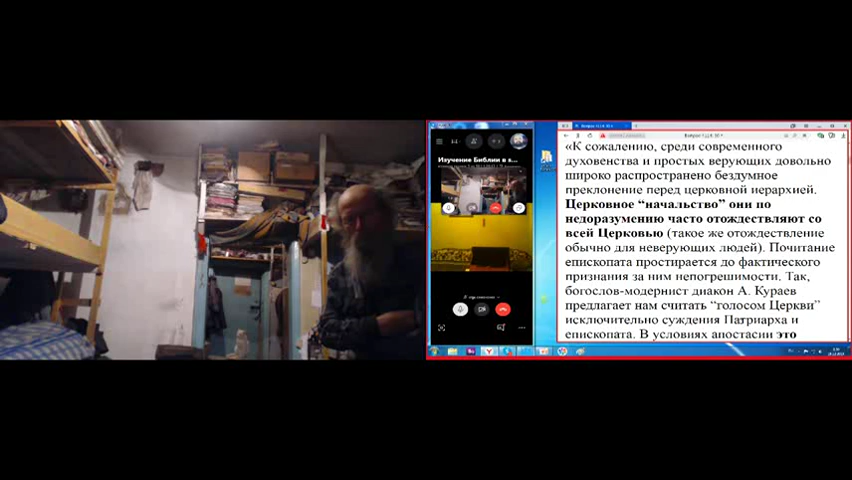 Изучение Библии в в...
«К сожалению, среди современного
духовенства и простых верующих довольно
широко распространено бездумное
преклонение перед церковной иерархией.
Церковное “начальство” они по
недоразумению часто отождествляют со
всей Церковью (такое же отождествление
обычно для неверующих людей). Почитание
епископата простирается до фактического
признания за ним непогрешимости. Так,
богослов-модернист диакон А. Кураев
предлагает нам считать “голосом Церкви”
исключительно суждения Патриарха и
епископата. В условиях апостасии это